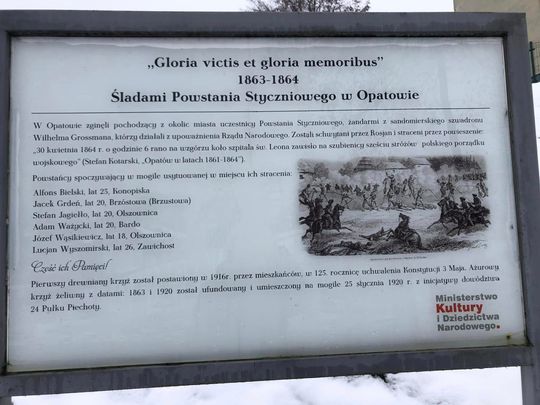 „Gloria victis et gloria memoribus”
1863-1864
Śladami Powstania Styczniowego w Opatowie
W Opatowie zginęli pochodzący z okolic miasta uczestnicy Powstania Styczniowego, żandarmi z sandomierskiego szwadronu
Wilhelma Grossmana, którzy działali z upoważnienia Rządu Narodowego. Zostali schwytani przez Rosjan i straceni przez powieszenie:
"30 kwietnia 1864 r. o godzinie 6 rano na wzgórzu koło szpitala św. Leona zawisło na szubienicy sześciu stróżów polskiego porządku
wojskowego" (Stefan Kotarski, „Opatów w latach 1861-1864”).
Powstańcy spoczywający w mogile usytuowanej w miejscu ich stracenia:
Alfons Bielski, lat 25, Konopiska
Jacek Grdeń, lat 20, Brzóstowa (Brzustowa)
Stefan Jagiełło, lat 20, Olszownica
Adam Ważycki, lat 20, Bardo
Józef Wąsikiewicz, lat 18, Olszownica
Lucjan Wyszomirski, lat 26, Zawichost
Cześć ich Pamięci!
Pierwszy drewniany krzyż został postawiony w 1916r. przez mieszkańców, w 125. rocznicę uchwalenia Konstytucji 3 Maja. Ażurowy
krzyż żeliwny z datami: 1863 i 1920 został ufundowany i umieszczony na mogile 25 stycznia 1920 r. z inicjatywy dowództwa
24 Pułku Piechoty.
Ministerstwo
Kultury
i Dziedzictwa
Narodowego.